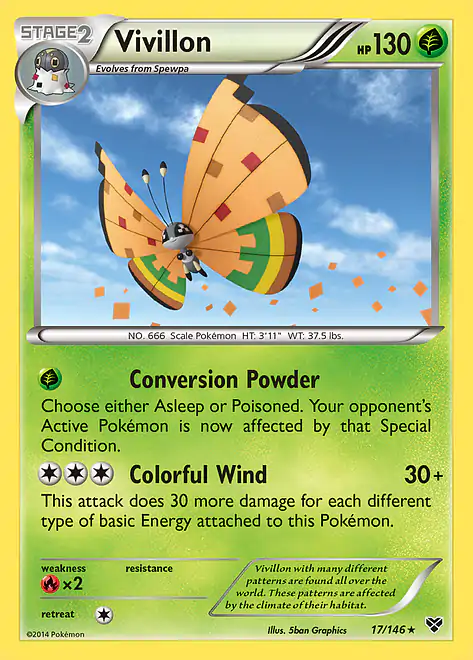 STAGE2
Vivillon
HP 130
Evolves from Spewpa
NO. 666 Scale Pokémon HT: 3'11" WT: 37.5 lbs.
Conversion Powder
Choose either Asleep or Poisoned. Your opponent's
Active Pokémon is now affected by that Special
Condition.
Colorful Wind 30+
This attack does 30 more damage for each different
type of basic Energy attached to this Pokémon.
weakness resistance
×2
retreat
Vivillon with many different
patterns are found all over the
world. These patterns are affected
by the climate of their habitat.
©2014 Pokémon Illus. 5ban Graphics 17/146 ★